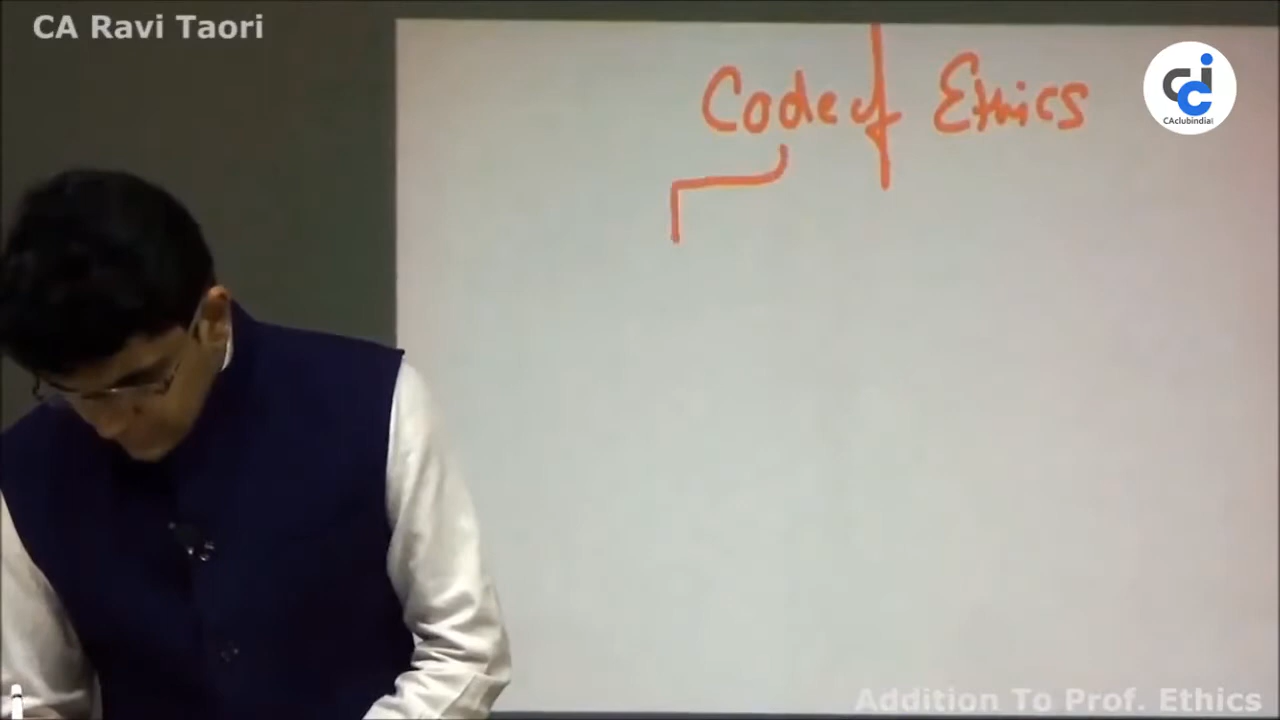 CA Ravi Taori
Code of Ethics
CAclubindia
Addition To Prof. Ethics